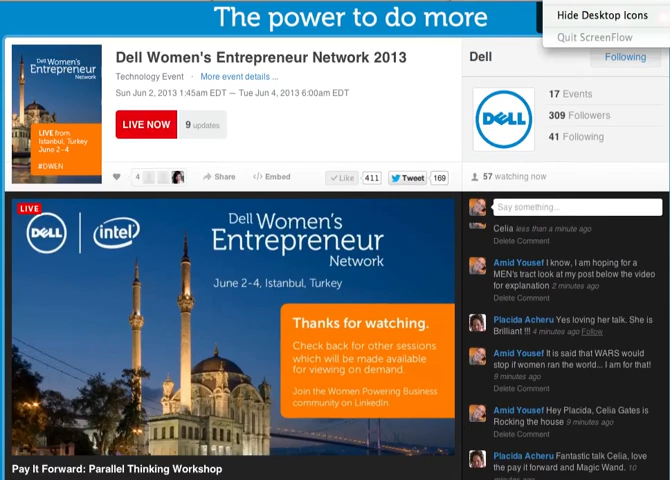 The power to do more
Hide Desktop Icons
Quit ScreenFlow
Dell Women's
Entrepreneur
Network
LIVE from
Istanbul, Turkey
June 2–4
#DWEN
Dell Women's Entrepreneur Network 2013
Technology Event · More event details ...
Sun Jun 2, 2013 1:45am EDT — Tue Jun 4, 2013 6:00am EDT
LIVE NOW 9 updates
4 Share Embed Like 411 Tweet 169
Dell Following
DELL
17 Events
309 Followers
41 Following
57 watching now
LIVE
DELL intel
Dell Women's
Entrepreneur
Network
June 2-4, Istanbul, Turkey
Thanks for watching.
Check back for other sessions
which will be made available
for viewing on demand.
Join the Women Powering Business
community on LinkedIn.
Pay It Forward: Parallel Thinking Workshop
Say something...
Celia less than a minute ago
Delete Comment
Amid Yousef I know, I am hoping for a
MEN's tract look at my post below the video
for explanation 2 minutes ago
Delete Comment
Placida Acheru Yes loving her talk. She is
Brilliant !!! 4 minutes ago Follow
Delete Comment
Amid Yousef It is said that WARS would
stop if women ran the world... I am for that!
9 minutes ago
Delete Comment
Amid Yousef Hey Placida, Celia Gates is
Rocking the house 9 minutes ago
Delete Comment
Placida Acheru Fantastic talk Celia, love
the pay it forward and Magic Wand. 10